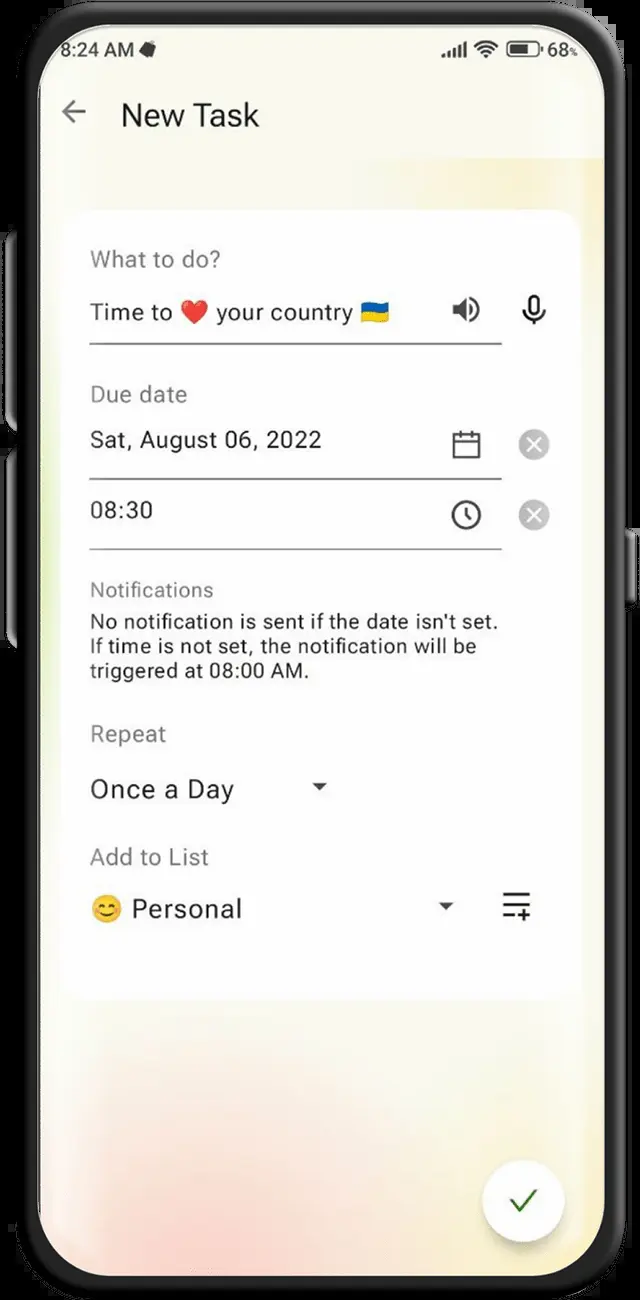 8:24 AM 68%
New Task
What to do?
Time to ❤️ your country 🇺🇦
Due date
Sat, August 06, 2022
08:30
Notifications
No notification is sent if the date isn't set.
If time is not set, the notification will be
triggered at 08:00 AM.
Repeat
Once a Day
Add to List
😊 Personal